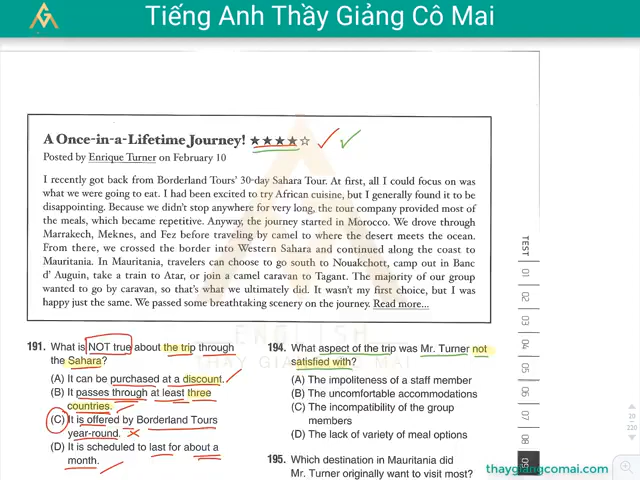 Tiếng Anh Thầy Giảng Cô Mai
A Once-in-a-Lifetime Journey! ★★★★☆
Posted by Enrique Turner on February 10
I recently got back from Borderland Tours' 30-day Sahara Tour. At first, all I could focus on was
what we were going to eat. I had been excited to try African cuisine, but I generally found it to be
disappointing. Because we didn't stop anywhere for very long, the tour company provided most of
the meals, which became repetitive. Anyway, the journey started in Morocco. We drove through
Marrakech, Meknes, and Fez before traveling by camel to where the desert meets the ocean.
From there, we crossed the border into Western Sahara and continued along the coast to
Mauritania. In Mauritania, travelers can choose to go south to Nouakchott, camp out in Banc
d' Auguin, take a train to Atar, or join a camel caravan to Tagant. The majority of our group
wanted to go by caravan, so that's what we ultimately did. It wasn't my first choice, but I was
happy just the same. We passed some breathtaking scenery on the journey. Read more...
ENGLISH
THAY GIANG CO MAI
191. What is NOT true about the trip through
the Sahara?
(A) It can be purchased at a discount.
(B) It passes through at least three
countries.
(C) It is offered by Borderland Tours
year-round.
(D) It is scheduled to last for about a
month.
194. What aspect of the trip was Mr. Turner not
satisfied with?
(A) The impoliteness of a staff member
(B) The uncomfortable accommodations
(C) The incompatibility of the group
members
(D) The lack of variety of meal options
195. Which destination in Mauritania did
Mr. Turner originally want to visit most?
TEST
01
02
03
04
05
06
07
08
09
thaygiangcomai.com
220